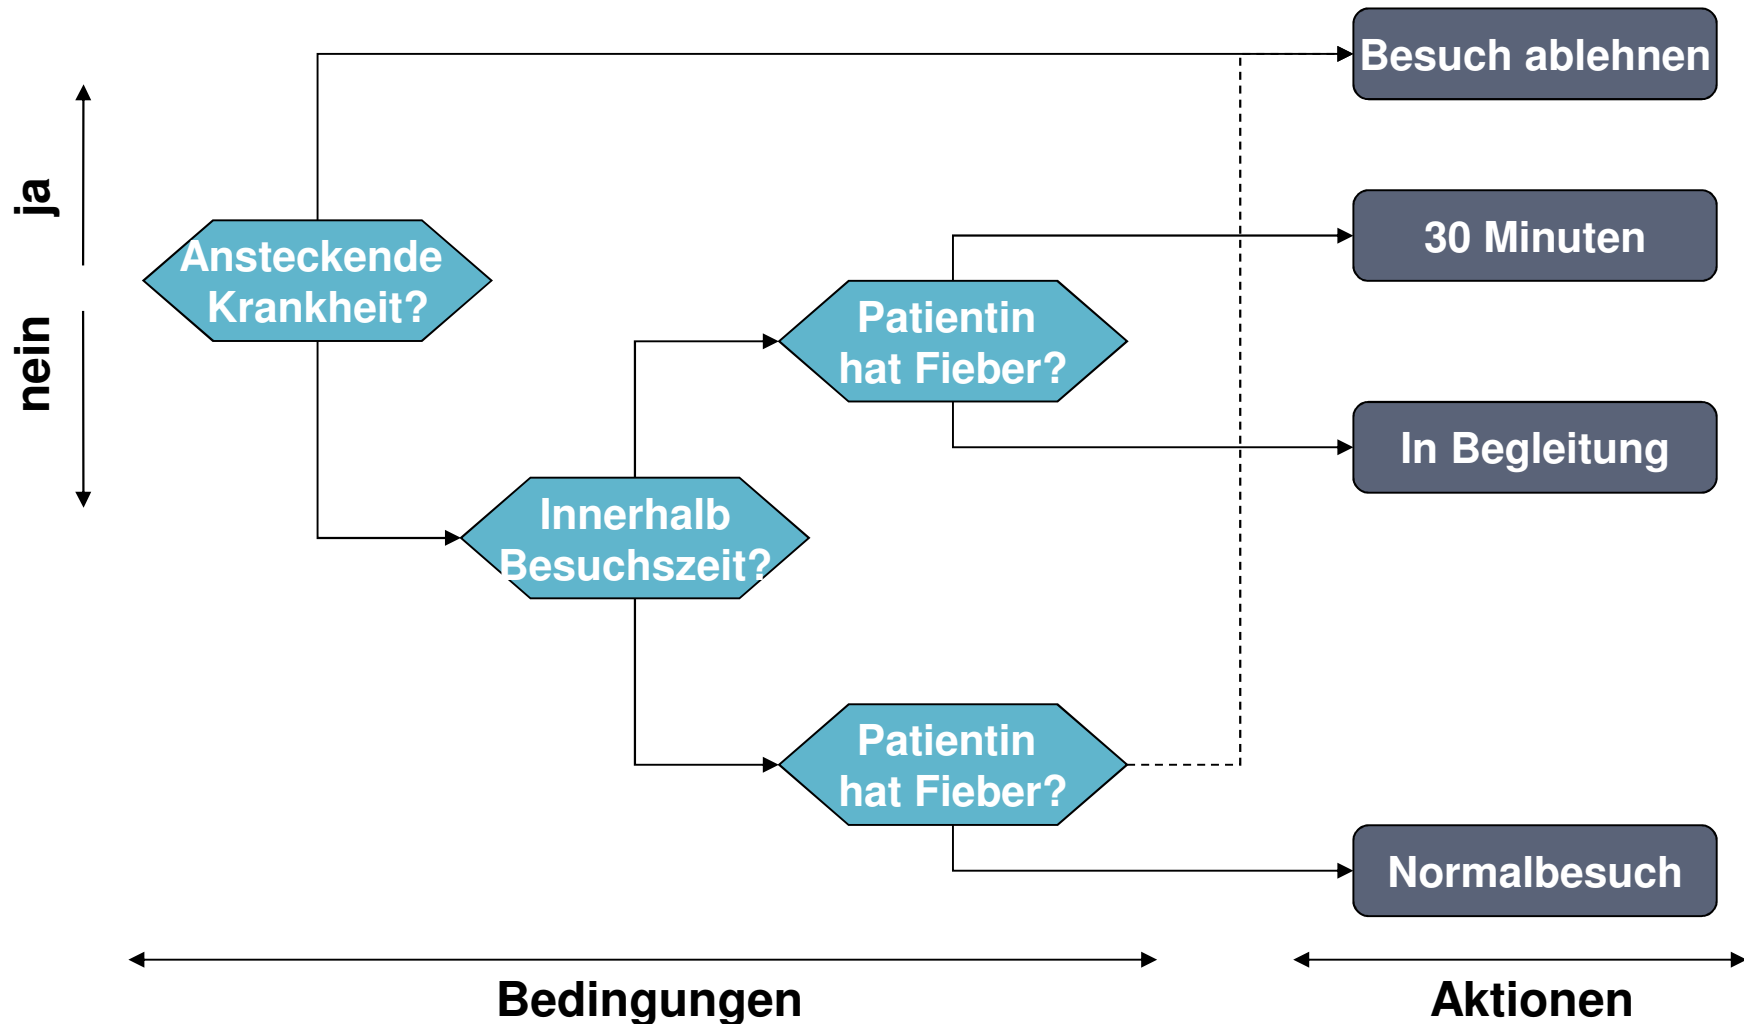 Besuch ablehnen
ja
30 Minuten
Ansteckende
Krankheit?
Patientin
hat Fieber?
nein
In Begleitung
Innerhalb
Besuchszeit?
Patientin
hat Fieber?
Normalbesuch
Bedingungen
Aktionen